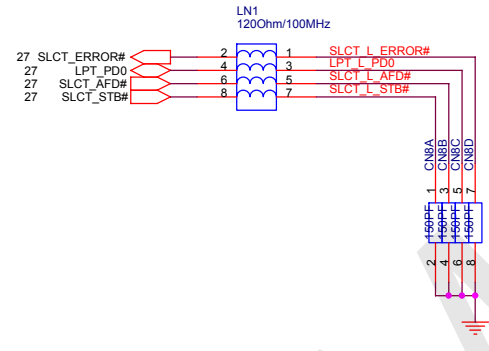 LN1
120Ohm/100MHz
27 SLCT_ERROR# 2 1 SLCT_L_ERROR#
27 LPT_PD0 4 3 LPT_L_PD0
27 SLCT_AFD# 6 5 SLCT_L_AFD#
27 SLCT_STB# 8 7 SLCT_L_STB#
CN8A CN8B CN8C CN8D
1 3 5 7
150PF 150PF 150PF 150PF
2 4 6 8